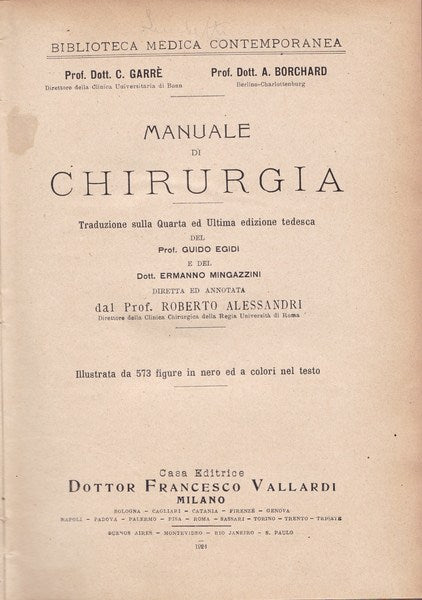 BIBLIOTECA MEDICA CONTEMPORANEA
Prof. Dott. C. GARRÈ Prof. Dott. A. BORCHARD
Direttore della Clinica Universitaria di Bonn Berlino-Charlottenburg
MANUALE
DI
CHIRURGIA
Traduzione sulla Quarta ed Ultima edizione tedesca
DEL
Prof. GUIDO EGIDI
E DEL
Dott. ERMANNO MINGAZZINI
DIRETTA ED ANNOTATA
dal Prof. ROBERTO ALESSANDRI
Direttore della Clinica Chirurgica della Regia Università di Roma
Illustrata da 573 figure in nero ed a colori nel testo
Casa Editrice
DOTTOR FRANCESCO VALLARDI
MILANO
BOLOGNA - CAGLIARI - CATANIA - FIRENZE - GENOVA
NAPOLI - PADOVA - PALERMO - PISA - ROMA - SASSARI - TORINO - TRENTO - TRIESTE
BUENOS AIRES - MONTEVIDEO - RIO JANEIRO - S. PAULO